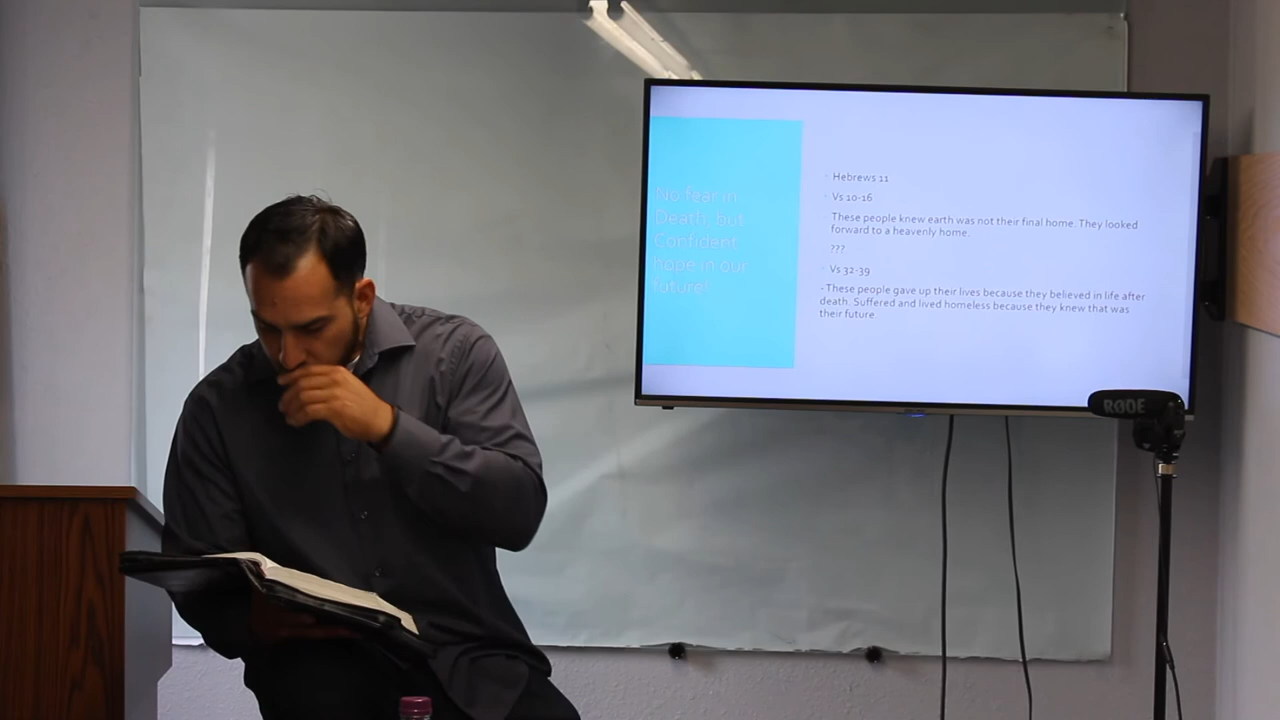 No fear in
Death, but
Confident
hope in our
future!
Hebrews 11
Vs 10-16
These people knew earth was not their final home. They looked
forward to a heavenly home.
???
Vs 32-39
- These people gave up their lives because they believed in life after
death. Suffered and lived homeless because they knew that was
their future.
RØDE